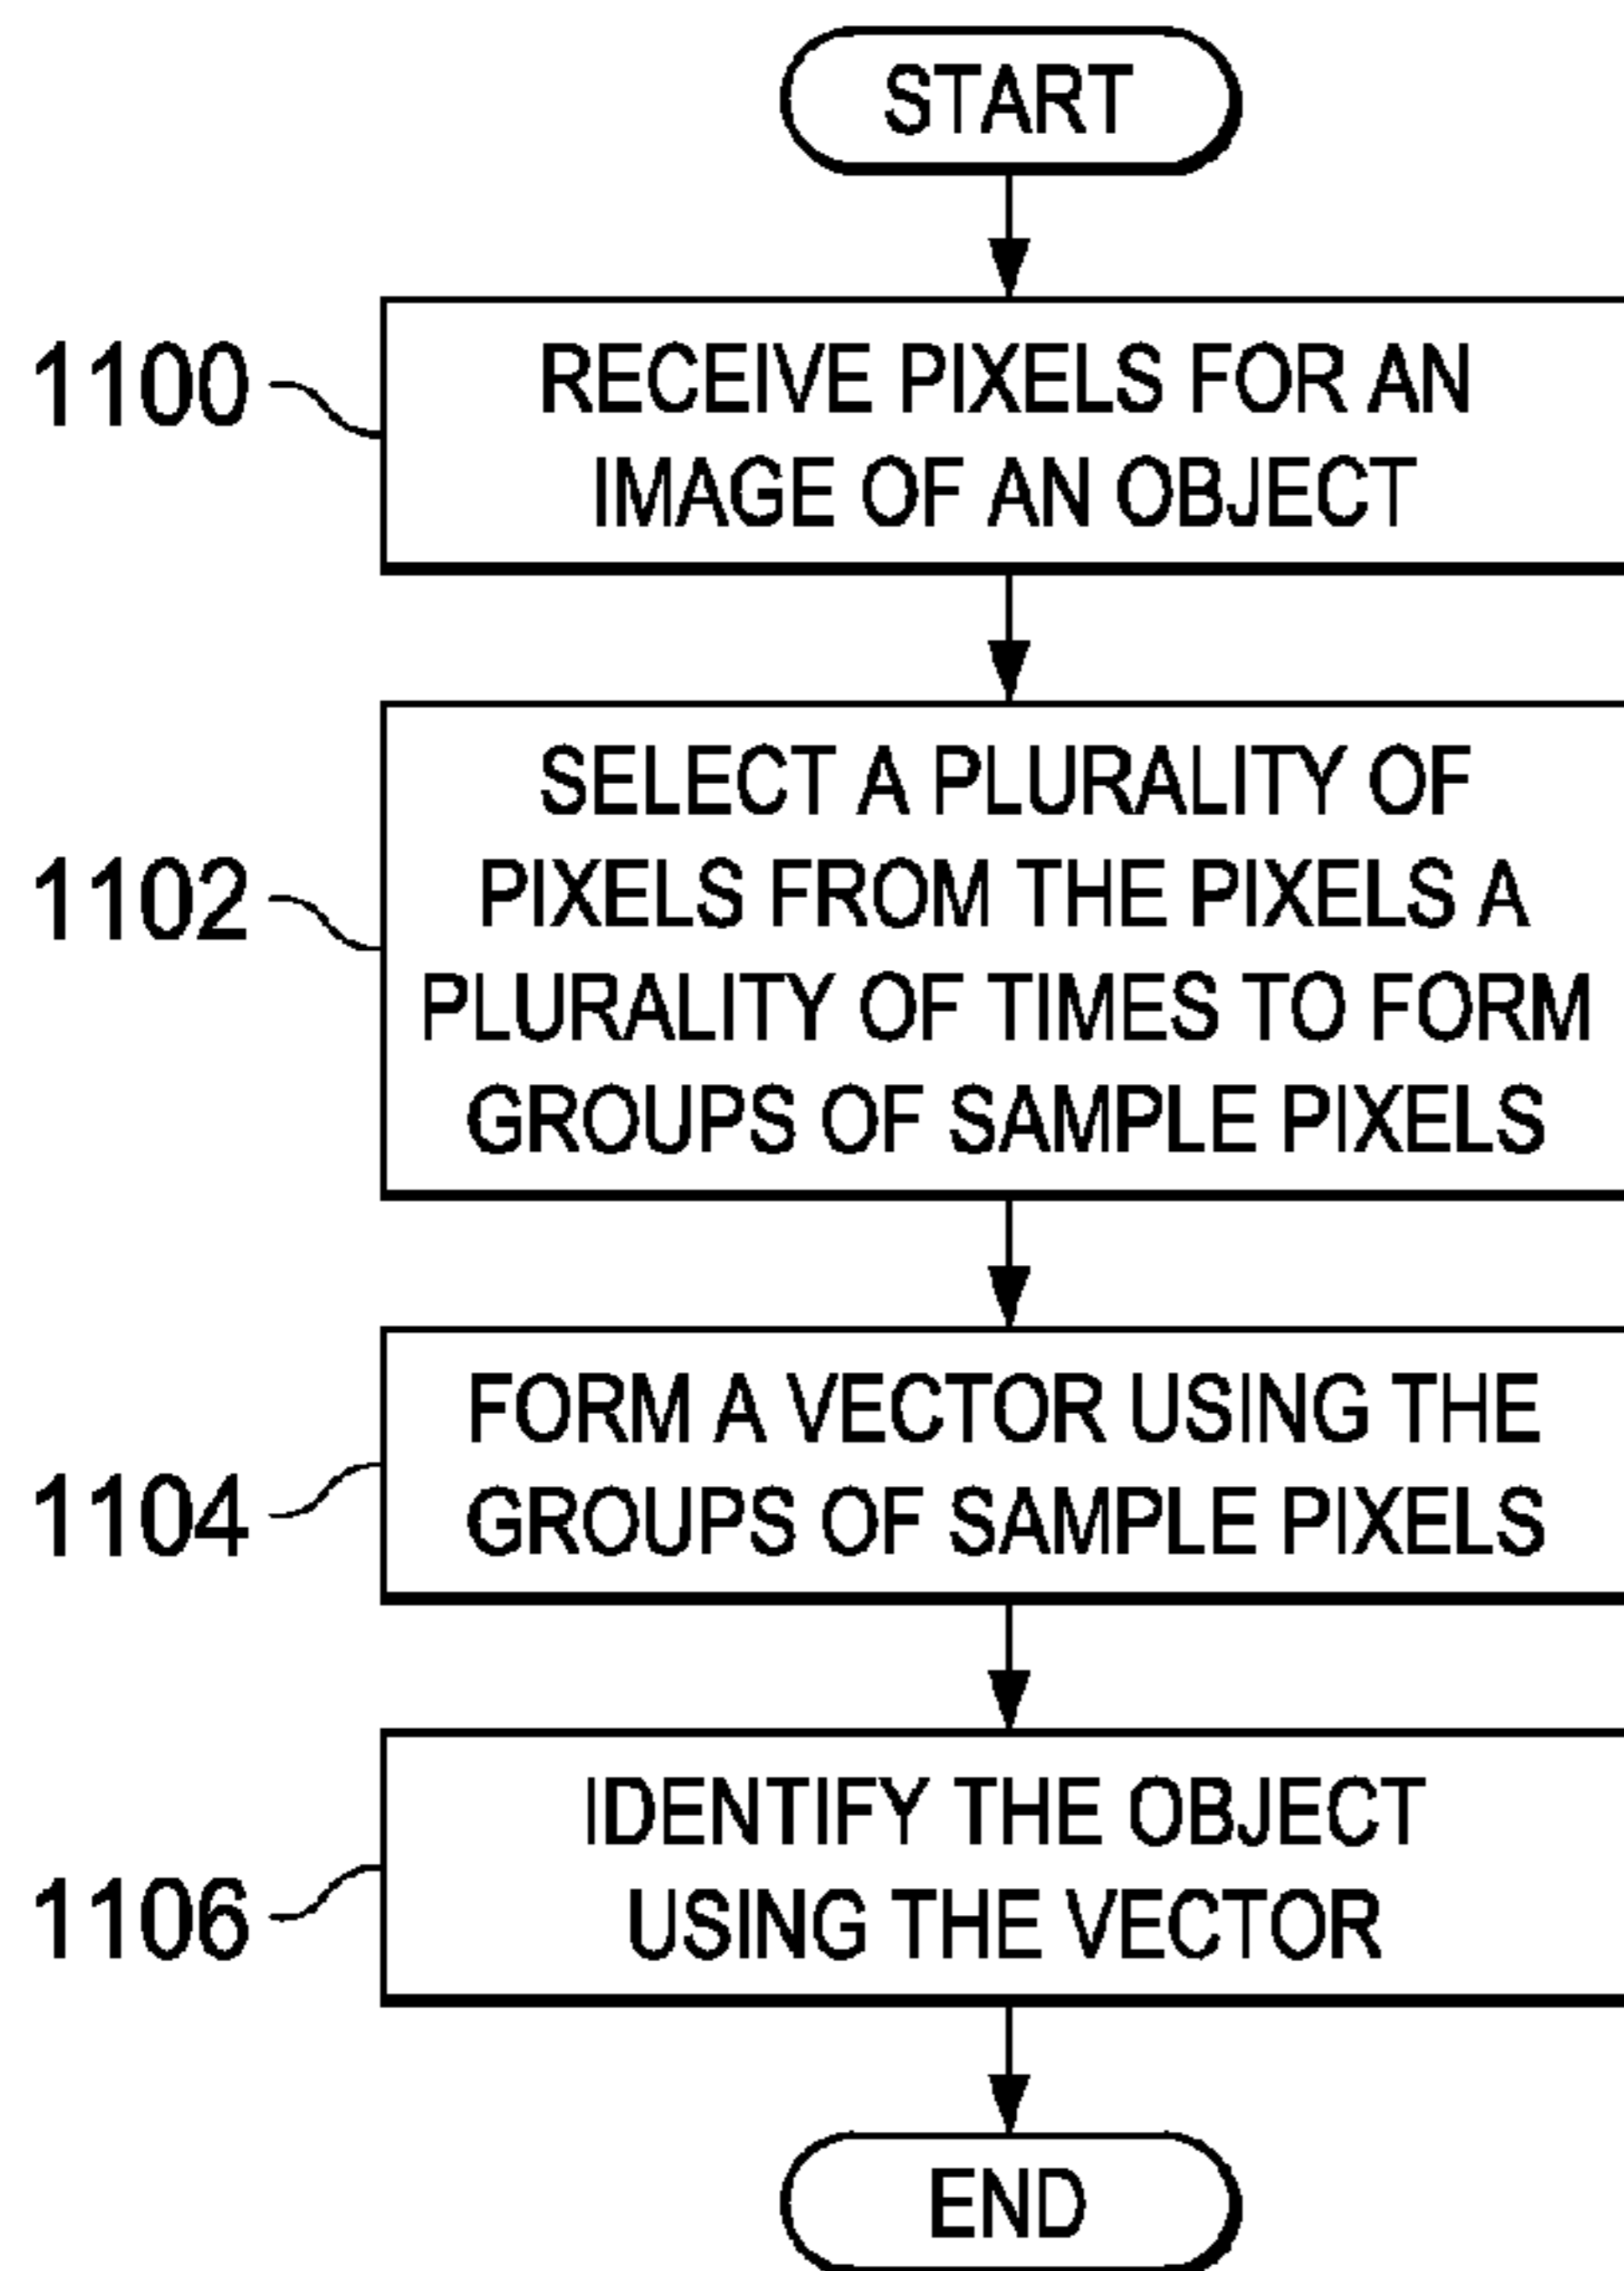 START
1100
RECEIVE PIXELS FOR AN
IMAGE OF AN OBJECT
1102
SELECT A PLURALITY OF
PIXELS FROM THE PIXELS A
PLURALITY OF TIMES TO FORM
GROUPS OF SAMPLE PIXELS
1104
FORM A VECTOR USING THE
GROUPS OF SAMPLE PIXELS
1106
IDENTIFY THE OBJECT
USING THE VECTOR
END